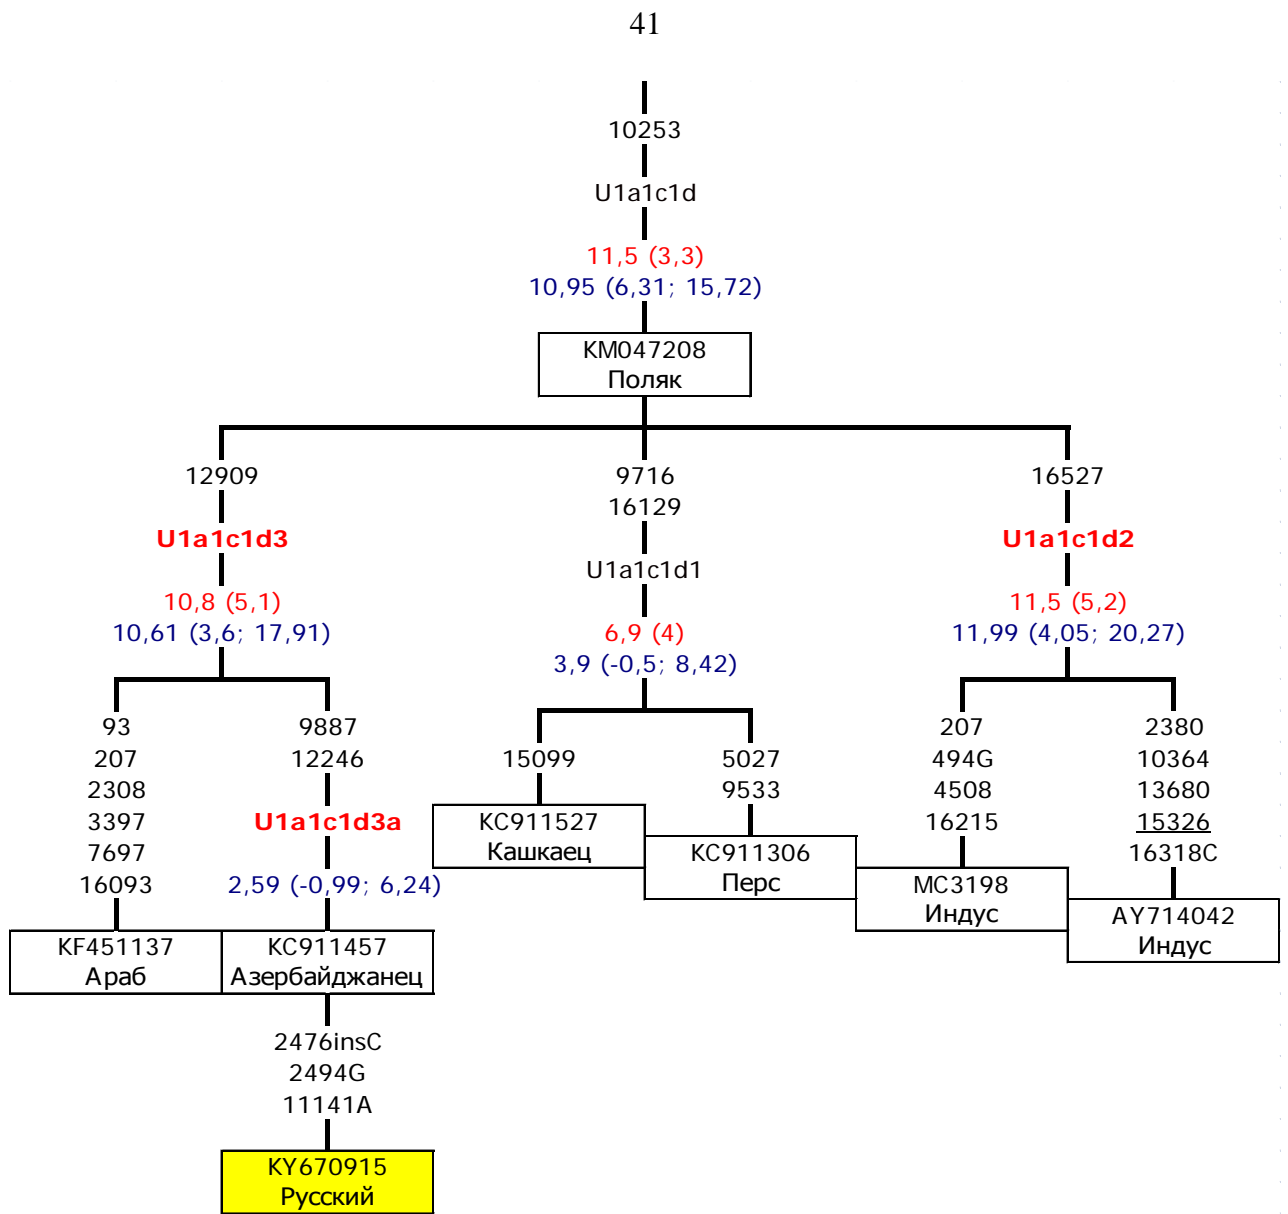 41
10253
U1a1c1d
11,5 (3,3)
10,95 (6,31; 15,72)
KM047208
Поляк
12909
U1a1c1d3
10,8 (5,1)
10,61 (3,6; 17,91)
93
207
2308
3397
7697
16093
KF451137
Араб
9887
12246
U1a1c1d3a
2,59 (-0,99; 6,24)
KC911457
Азербайджанец
2476insC
2494G
11141A
KY670915
Русский
9716
16129
U1a1c1d1
6,9 (4)
3,9 (-0,5; 8,42)
15099
KC911527
Кашкаец
5027
9533
KC911306
Перс
16527
U1a1c1d2
11,5 (5,2)
11,99 (4,05; 20,27)
207
494G
4508
16215
MC3198
Индус
2380
10364
13680
15326
16318C
AY714042
Индус